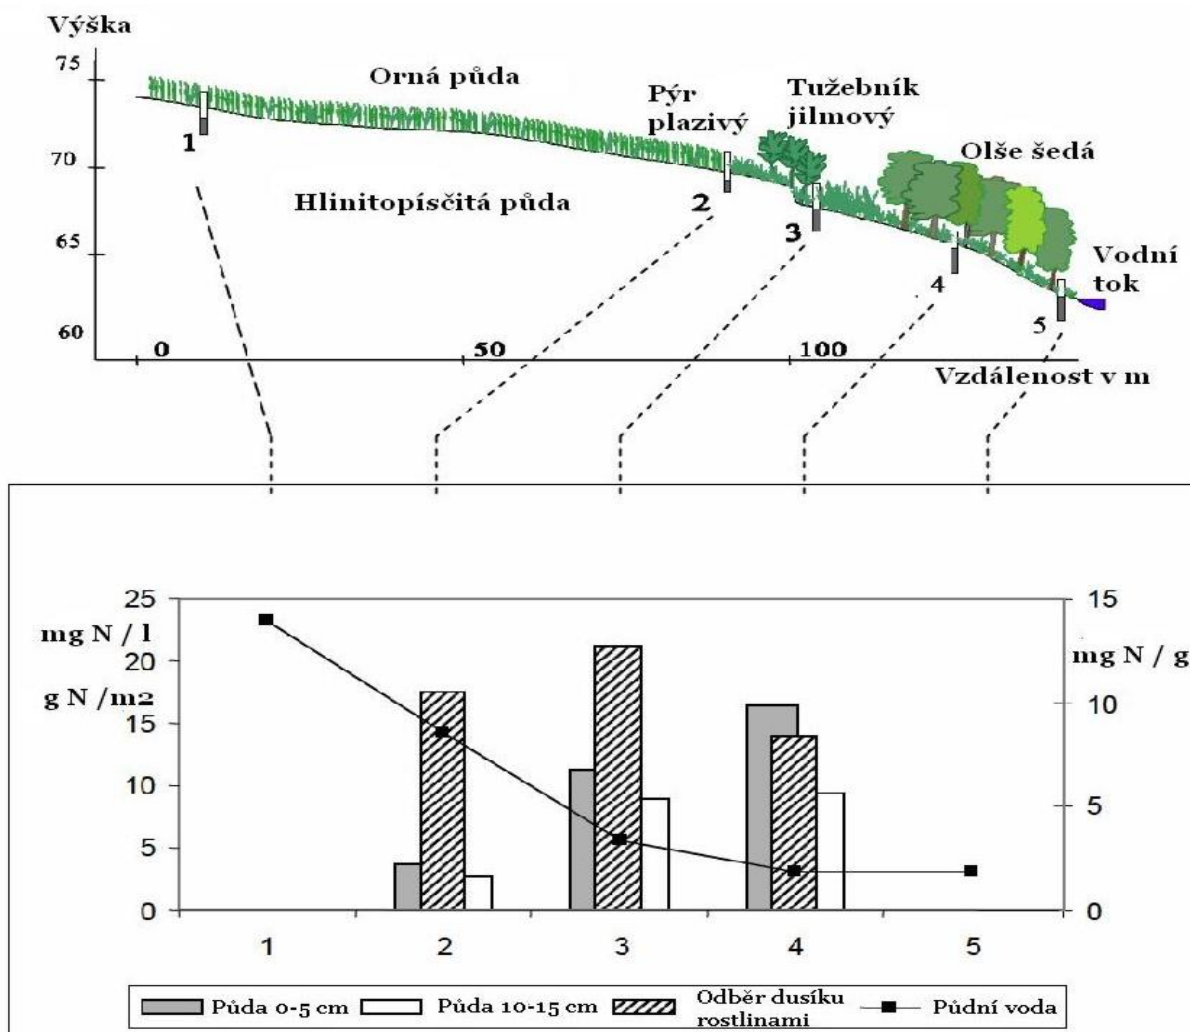 Výška
75
Orná půda
Pýr
plazivý
Tužebník
jilmový
Olše šedá
1
70
Hlinitopísčitá půda
2
3
65
4
Vodní
tok
5
60
0
50
100
Vzdálenost v m
25
15
mg N / l
mg N / g
20
g N /m2
10
15
10
5
5
0
0
1
2
3
4
5
Půda 0-5 cm
Půda 10-15 cm
Odběr dusíku
rostlinami
Půdní voda